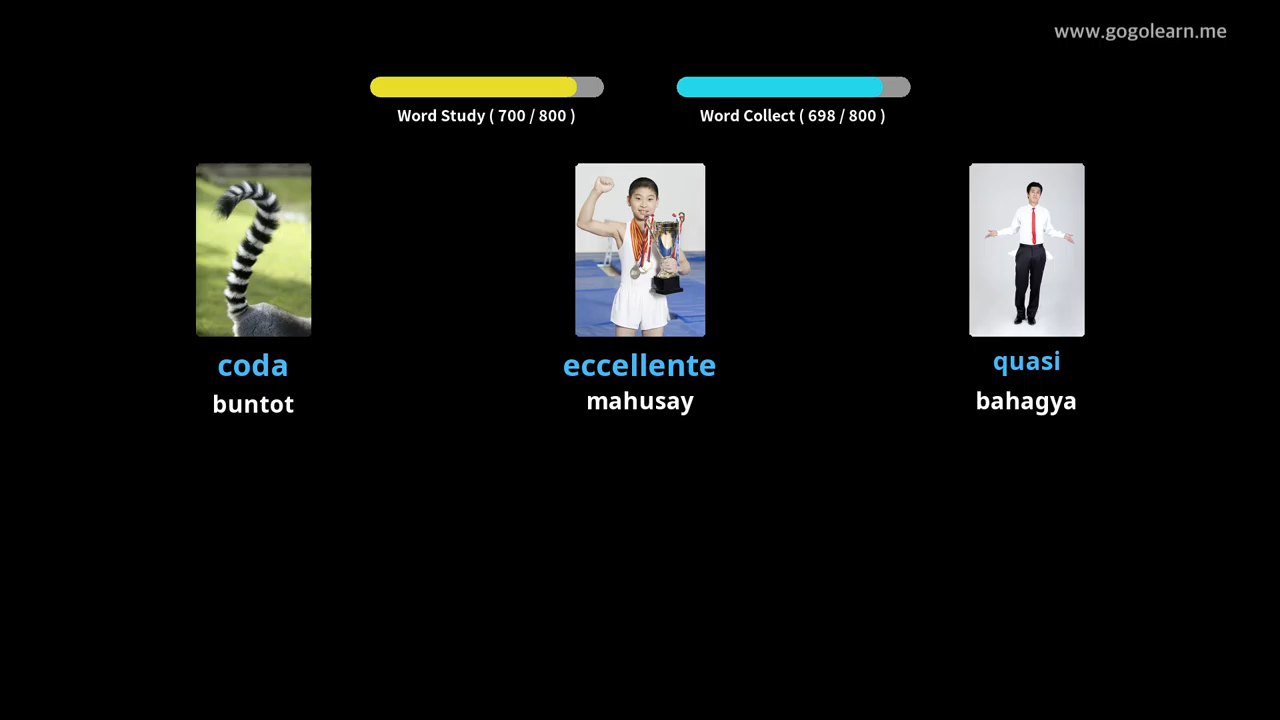 www.gogolearn.me
Word Study ( 700 / 800 )
Word Collect ( 698 / 800 )
coda
buntot
eccellente
mahusay
quasi
bahagya